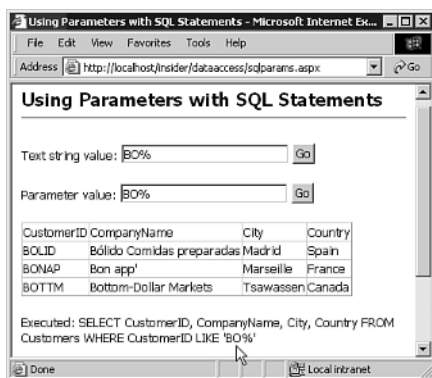 Using Parameters with SQL Statements - Microsoft Internet Ex...
File Edit View Favorites Tools Help
Address http://localhost/insider/dataaccess/sqlparams.aspx Go
Using Parameters with SQL Statements
Text string value: BO% Go
Parameter value: BO% Go
CustomerID CompanyName City Country
BOLID Bólido Comidas preparadas Madrid Spain
BONAP Bon app' Marseille France
BOTTM Bottom-Dollar Markets Tsawassen Canada
Executed: SELECT CustomerID, CompanyName, City, Country FROM
Customers WHERE CustomerID LIKE 'BO%'
Done Local intranet